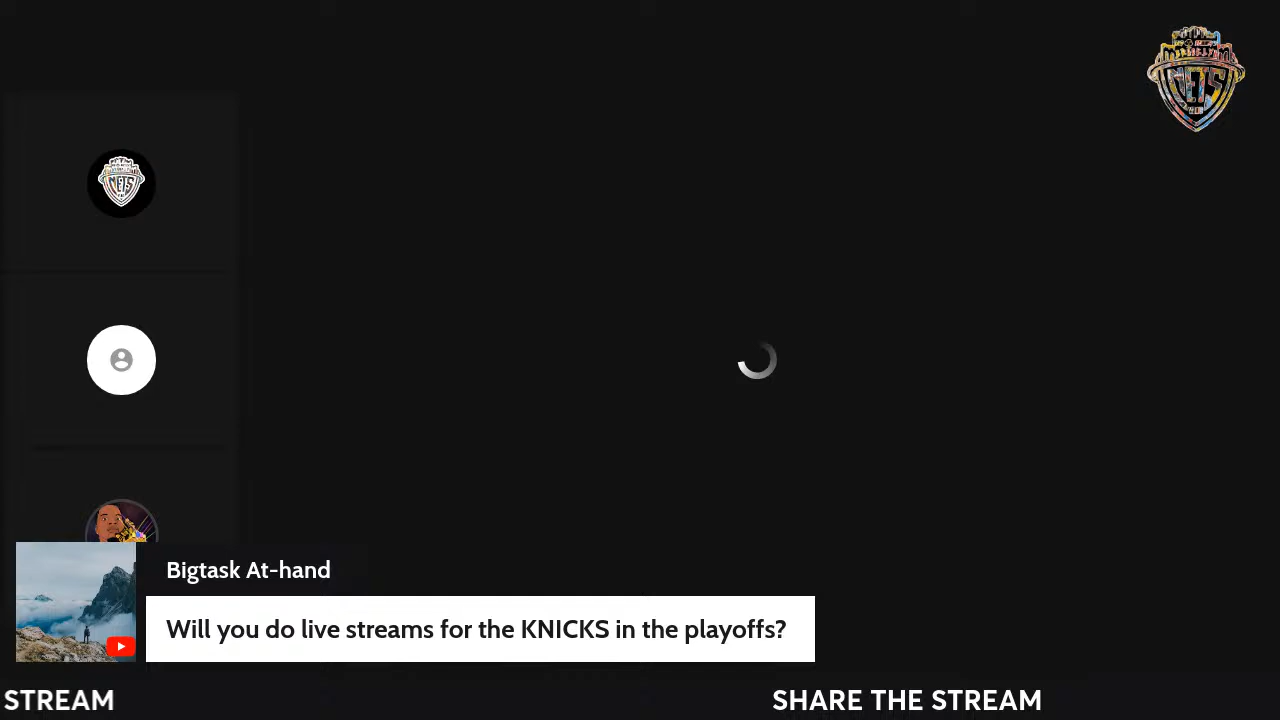 Bigtask At-hand
Will you do live streams for the KNICKS in the playoffs?
STREAM
SHARE THE STREAM